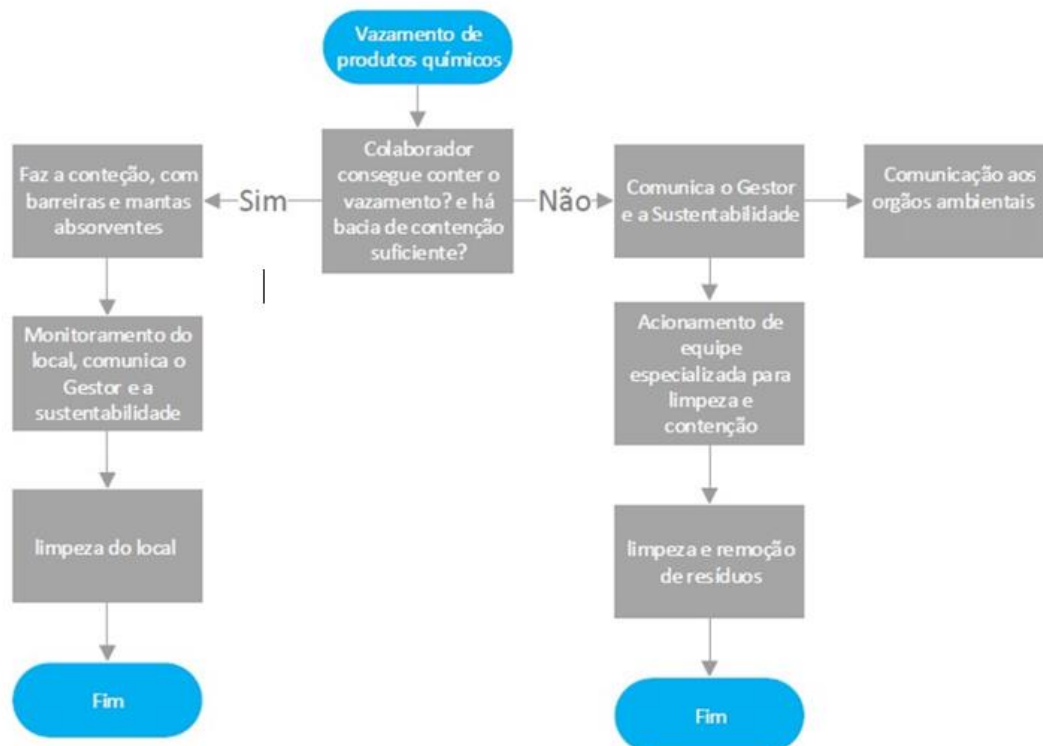 Vazamento de
produtos químicos
Colaborador
consegue conter o
vazamento? e há
bacia de contenção
suficiente?
Sim
Faz a conteção, com
barreiras e mantas
absorventes
Monitoramento do
local, comunica o
Gestor e a
sustentabilidade
limpeza do local
Fim
Não
Comunica o Gestor
e a Sustentabilidade
Comunicação aos
orgãos ambientais
Acionamento de
equipe
especializada para
limpeza e
contenção
limpeza e remoção
de resíduos
Fim